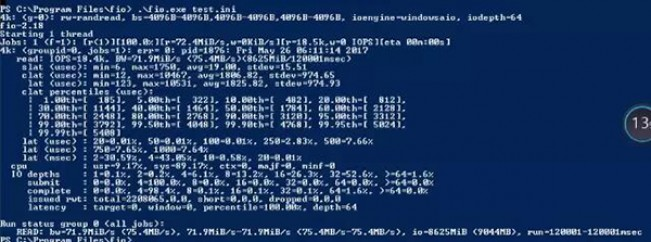 PS C:\Program Files\fio> .\fio.exe test.ini
4k: (g=0): rw=randread, bs=4096B-4096B,4096B-4096B,4096B-4096B, ioengine=windowsaio, iodepth=64
fio-2.18
Starting 1 thread
Jobs: 1 (f=1): [r(1)][100.0%][r=72.4MiB/s,w=0KiB/s][r=18.5k,w=0 IOPS][eta 00m:00s]
4k: (groupid=0, jobs=1): err= 0: pid=1876: Fri May 26 06:11:14 2017
read: IOPS=18.4k, BW=71.9MiB/s (75.4MB/s)(8625MiB/120001msec)
slat (usec): min=6, max=1750, avg=19.00, stdev=15.51
clat (usec): min=12, max=10467, avg=1806.82, stdev=974.65
lat (usec): min=123, max=10531, avg=1825.82, stdev=974.93
clat percentiles (usec):
| 1.00th=[ 185], 5.00th=[ 322], 10.00th=[ 482], 20.00th=[ 812],
| 30.00th=[ 1144], 40.00th=[ 1464], 50.00th=[ 1784], 60.00th=[ 2128],
| 70.00th=[ 2448], 80.00th=[ 2768], 90.00th=[ 3120], 95.00th=[ 3312],
| 99.00th=[ 3792], 99.50th=[ 4048], 99.90th=[ 4768], 99.95th=[ 5024],
| 99.99th=[ 5408]
lat (usec) : 20=0.01%, 50=0.01%, 100=0.01%, 250=2.83%, 500=7.66%
lat (usec) : 750=7.65%, 1000=7.64%
lat (msec) : 2=30.59%, 4=43.05%, 10=0.58%, 20=0.01%
cpu : usr=9.17%, sys=89.17%, ctx=0, majf=0, minf=0
IO depths : 1=0.1%, 2=0.2%, 4=6.1%, 8=13.2%, 16=26.3%, 32=52.6%, >=64=1.6%
submit : 0=0.0%, 4=100.0%, 8=0.0%, 16=0.0%, 32=0.0%, 64=0.0%, >=64=0.0%
complete : 0=0.0%, 4=98.4%, 8=0.1%, 16=0.1%, 32=0.1%, 64=1.6%, >=64=0.0%
issued rwt: total=2208065,0,0, short=0,0,0, dropped=0,0,0
latency : target=0, window=0, percentile=100.00%, depth=64
Run status group 0 (all jobs):
READ: bw=71.9MiB/s (75.4MB/s), 71.9MiB/s-71.9MiB/s (75.4MB/s-75.4MB/s), io=8625MiB (9044MB), run=120001-120001msec
PS C:\Program Files\fio>